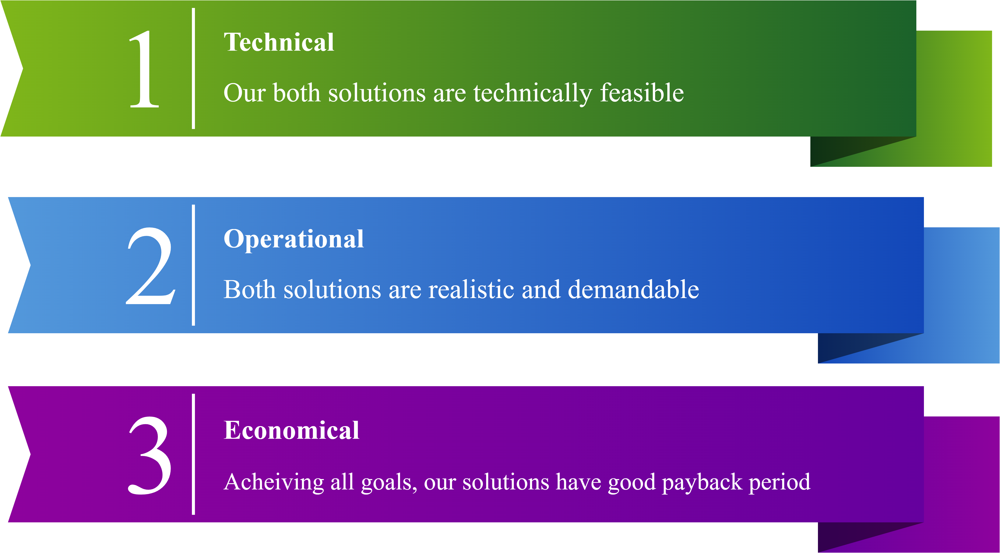 1
Technical
Our both solutions are technically feasible
2
Operational
Both solutions are realistic and demandable
3
Economical
Acheiving all goals, our solutions have good payback period